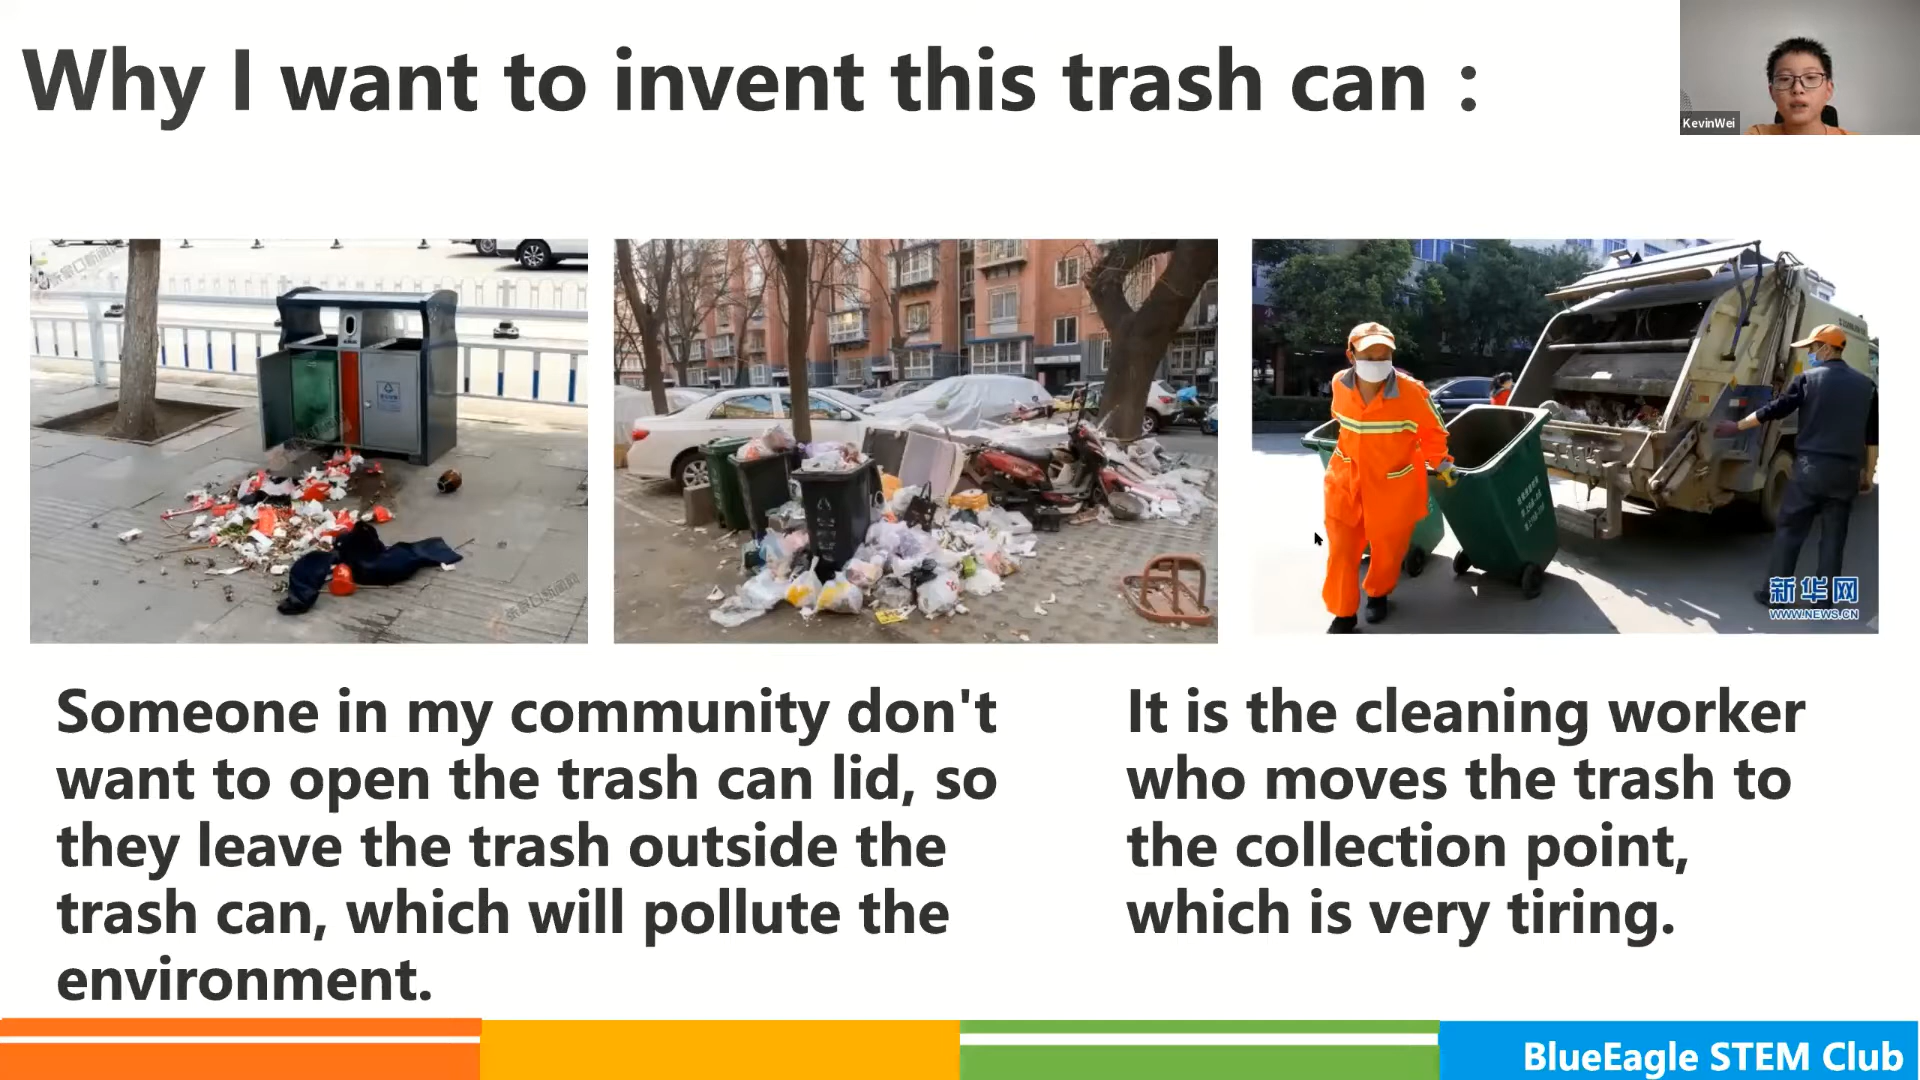 Why I want to invent this trash can：
KevinWei
新华网
WWW.NEWS.CN
Someone in my community don't
want to open the trash can lid, so
they leave the trash outside the
trash can, which will pollute the
environment.
It is the cleaning worker
who moves the trash to
the collection point,
which is very tiring.
BlueEagle STEM Club